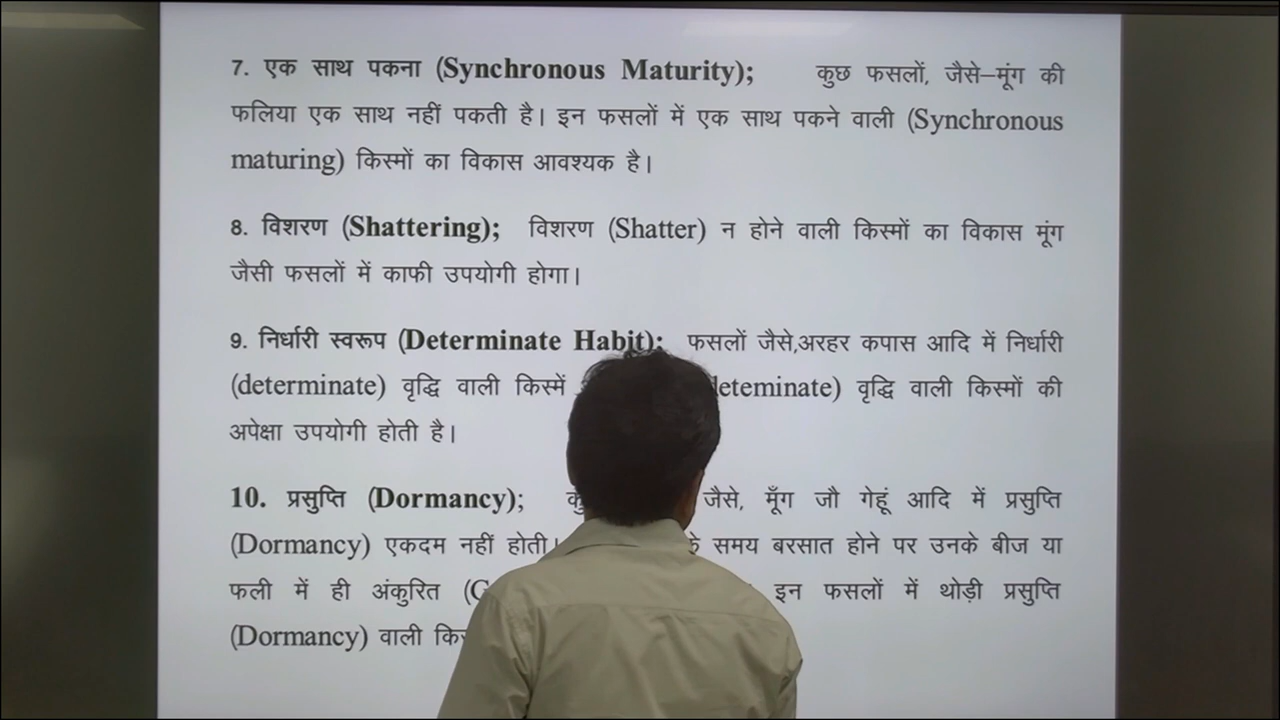 7. एक साथ पकना (Synchronous Maturity); कुछ फसलों, जैसे–मूंग की
फलिया एक साथ नहीं पकती है। इन फसलों में एक साथ पकने वाली (Synchronous
maturing) किस्मों का विकास आवश्यक है।
8. विशरण (Shattering); विशरण (Shatter) न होने वाली किस्मों का विकास मूंग
जैसी फसलों में काफी उपयोगी होगा।
9. निर्धारी स्वरूप (Determinate Habit); फसलों जैसे,अरहर कपास आदि में निर्धारी
(determinate) वृद्धि वाली किस्में deteminate) वृद्धि वाली किस्मों की
अपेक्षा उपयोगी होती है।
10. प्रसुप्ति (Dormancy); जैसे, मूँग जौ गेहूं आदि में प्रसुप्ति
(Dormancy) एकदम नहीं होती। समय बरसात होने पर उनके बीज या
फली में ही अंकुरित इन फसलों में थोड़ी प्रसुप्ति
(Dormancy) वाली